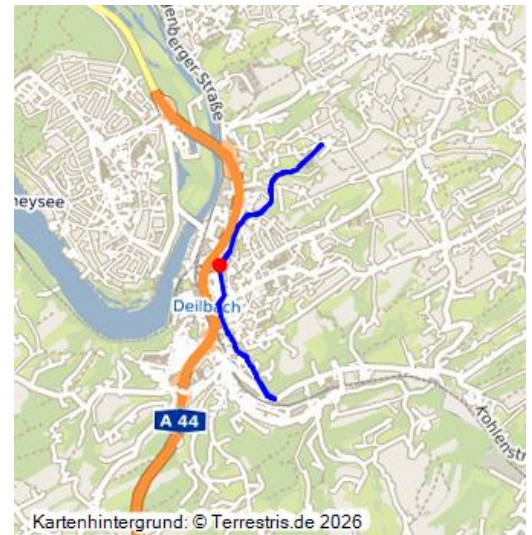 enberger Straße
neysee
Deilbach
A 44
Kohlenstr
Kartenhintergrund: © Terrestris.de 2026